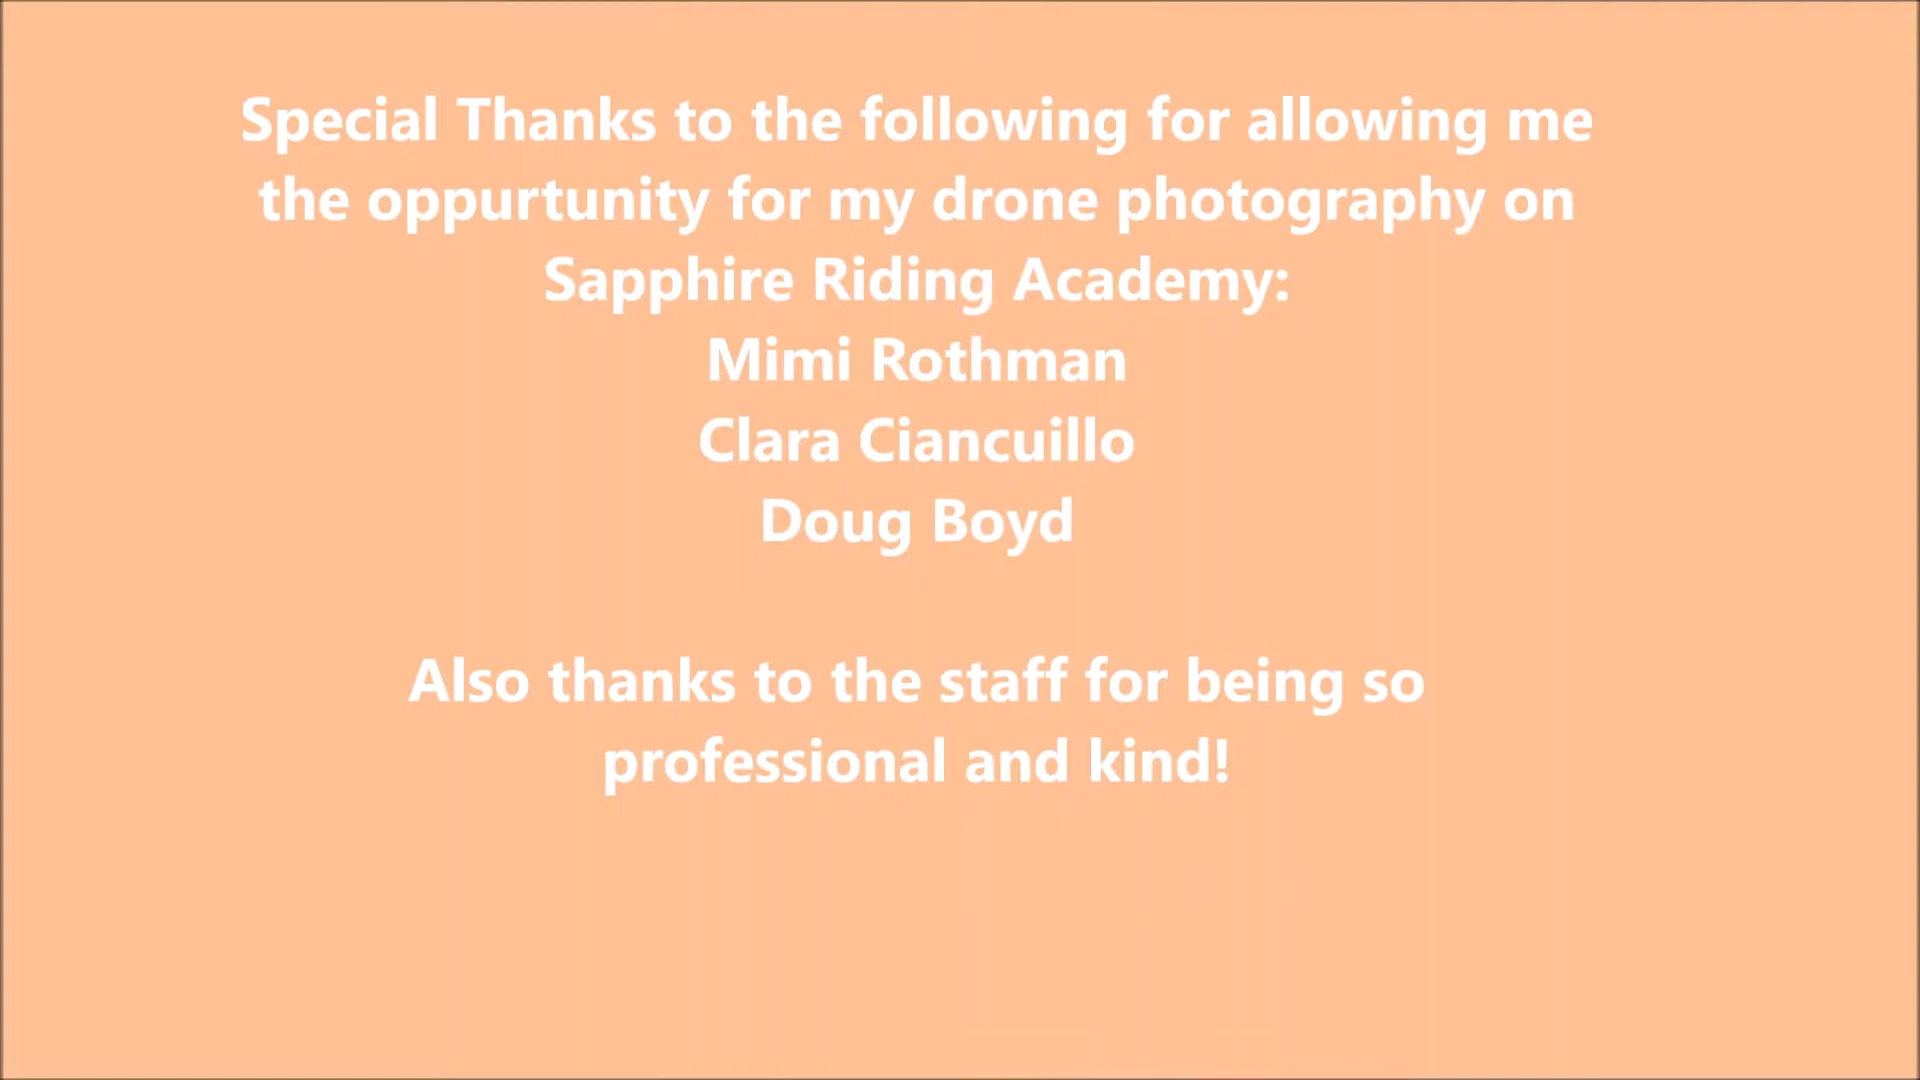 Special Thanks to the following for allowing me
the oppurtunity for my drone photography on
Sapphire Riding Academy:
Mimi Rothman
Clara Ciancuillo
Doug Boyd
Also thanks to the staff for being so
professional and kind!